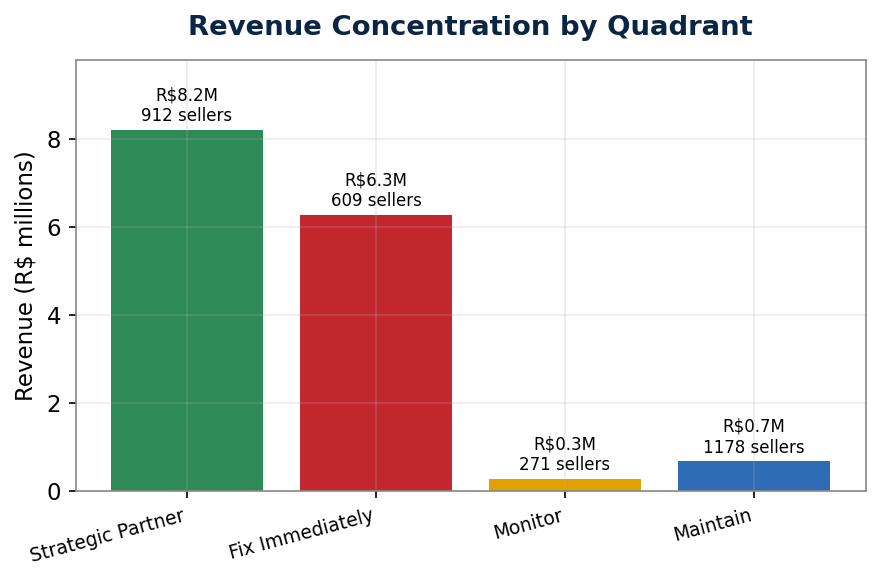 Revenue Concentration by Quadrant
Revenue (R$ millions)
8
6
4
2
0
R$8.2M
912 sellers
R$6.3M
609 sellers
R$0.3M
271 sellers
R$0.7M
1178 sellers
Strategic Partner
Fix Immediately
Monitor
Maintain